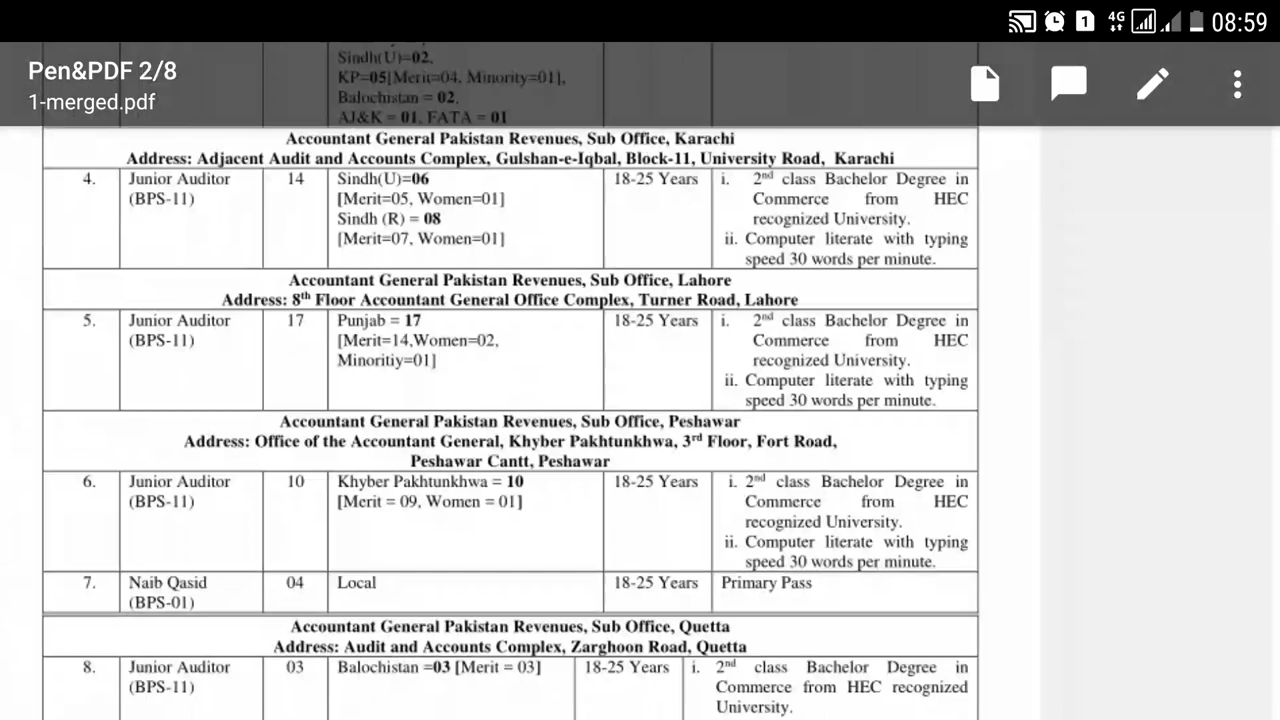 1 4G 08:59
Pen&PDF 2/8
1-merged.pdf
Sindh(U)=02,
KP=05[Merit=04, Minority=01],
Balochistan = 02,
AJ&K = 01, FATA = 01
Accountant General Pakistan Revenues, Sub Office, Karachi
Address: Adjacent Audit and Accounts Complex, Gulshan-e-Iqbal, Block-11, University Road, Karachi
4. Junior Auditor 14 Sindh(U)=06 18-25 Years i. 2nd class Bachelor Degree in
(BPS-11) [Merit=05, Women=01] Commerce from HEC
Sindh (R) = 08 recognized University.
[Merit=07, Women=01] ii. Computer literate with typing
speed 30 words per minute.
Accountant General Pakistan Revenues, Sub Office, Lahore
Address: 8th Floor Accountant General Office Complex, Turner Road, Lahore
5. Junior Auditor 17 Punjab = 17 18-25 Years i. 2nd class Bachelor Degree in
(BPS-11) [Merit=14,Women=02, Commerce from HEC
Minoritiy=01] recognized University.
ii. Computer literate with typing
speed 30 words per minute.
Accountant General Pakistan Revenues, Sub Office, Peshawar
Address: Office of the Accountant General, Khyber Pakhtunkhwa, 3rd Floor, Fort Road,
Peshawar Cantt, Peshawar
6. Junior Auditor 10 Khyber Pakhtunkhwa = 10 18-25 Years i. 2nd class Bachelor Degree in
(BPS-11) [Merit = 09, Women = 01] Commerce from HEC
recognized University.
ii. Computer literate with typing
speed 30 words per minute.
7. Naib Qasid 04 Local 18-25 Years Primary Pass
(BPS-01)
Accountant General Pakistan Revenues, Sub Office, Quetta
Address: Audit and Accounts Complex, Zarghoon Road, Quetta
8. Junior Auditor 03 Balochistan =03 [Merit = 03] 18-25 Years i. 2nd class Bachelor Degree in
(BPS-11) Commerce from HEC recognized
University.